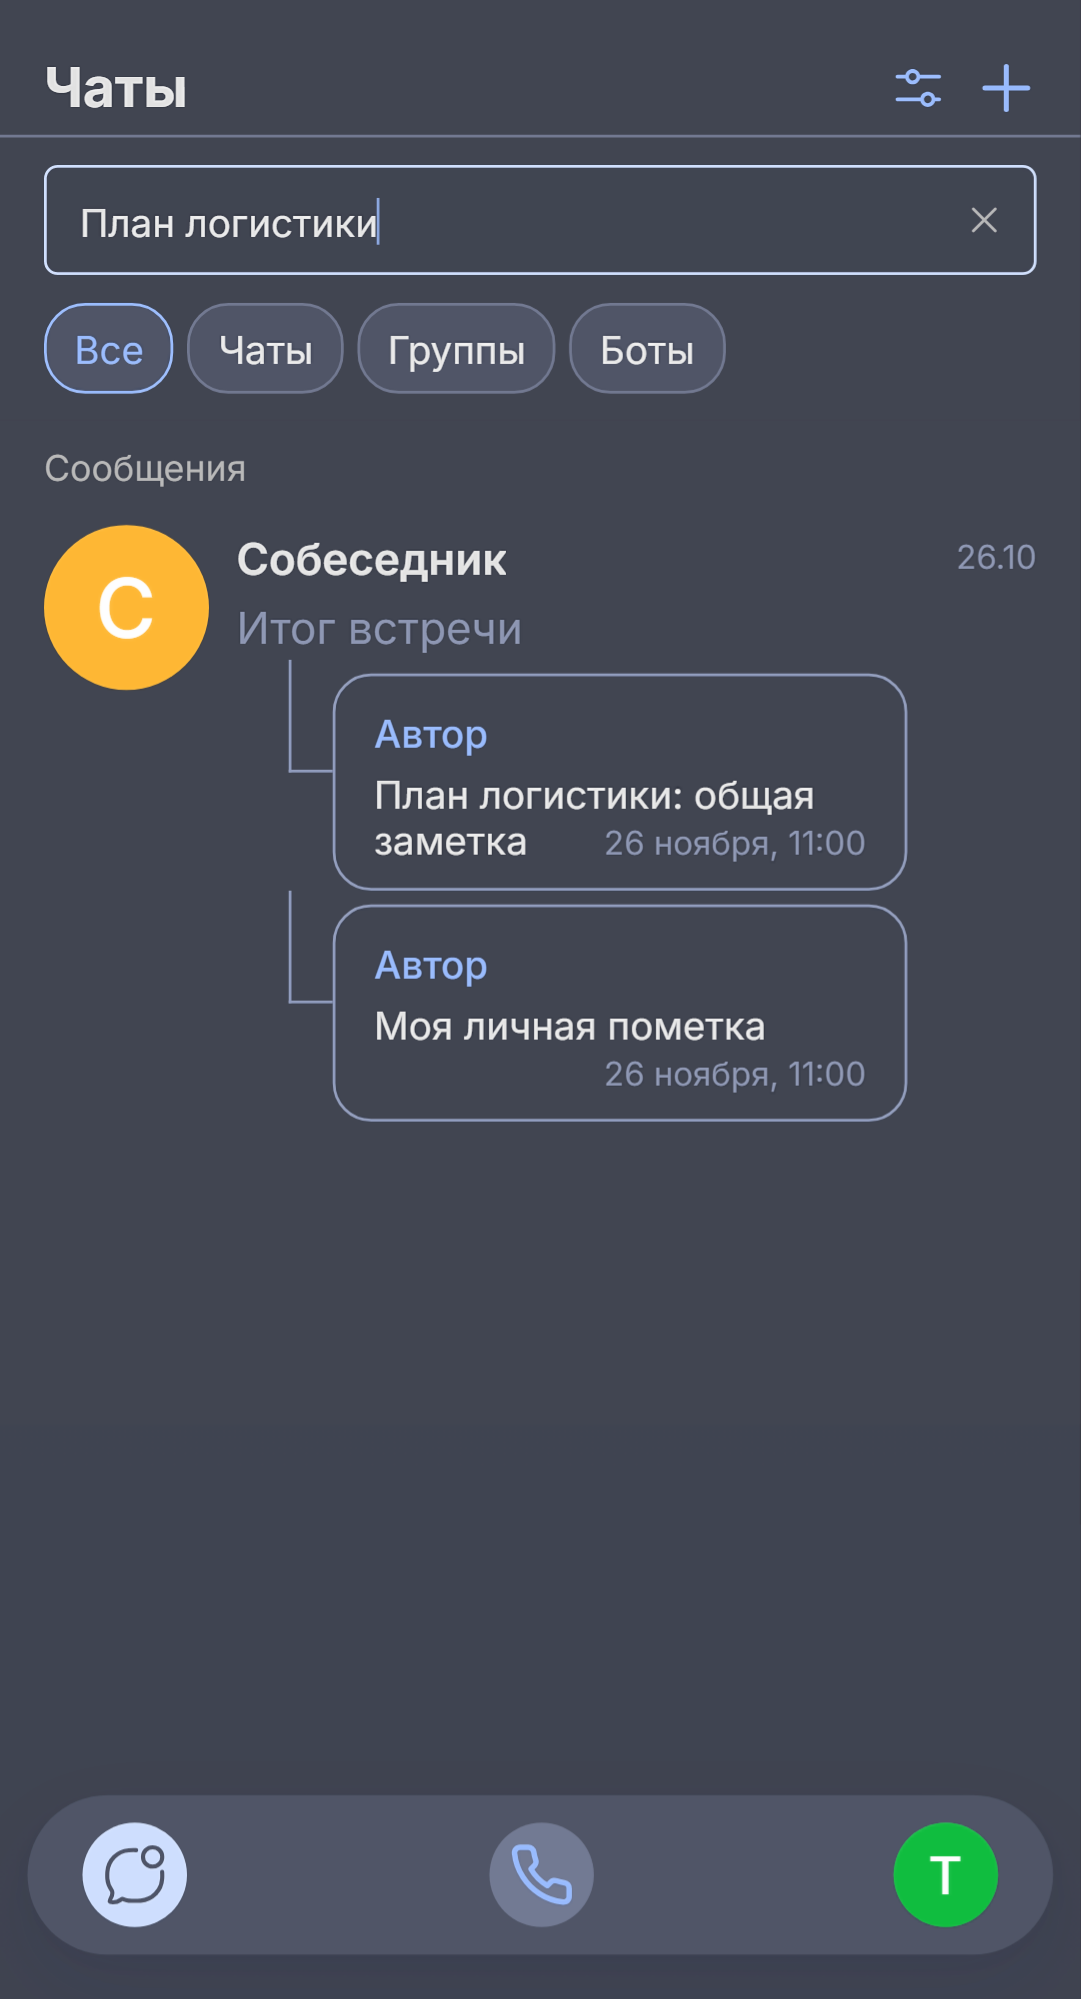 Чаты
План логистики
Все Чаты Группы Боты
Сообщения
С
Собеседник 26.10
Итог встречи
Автор
План логистики: общая
заметка 26 ноября, 11:00
Автор
Моя личная пометка
26 ноября, 11:00
Т